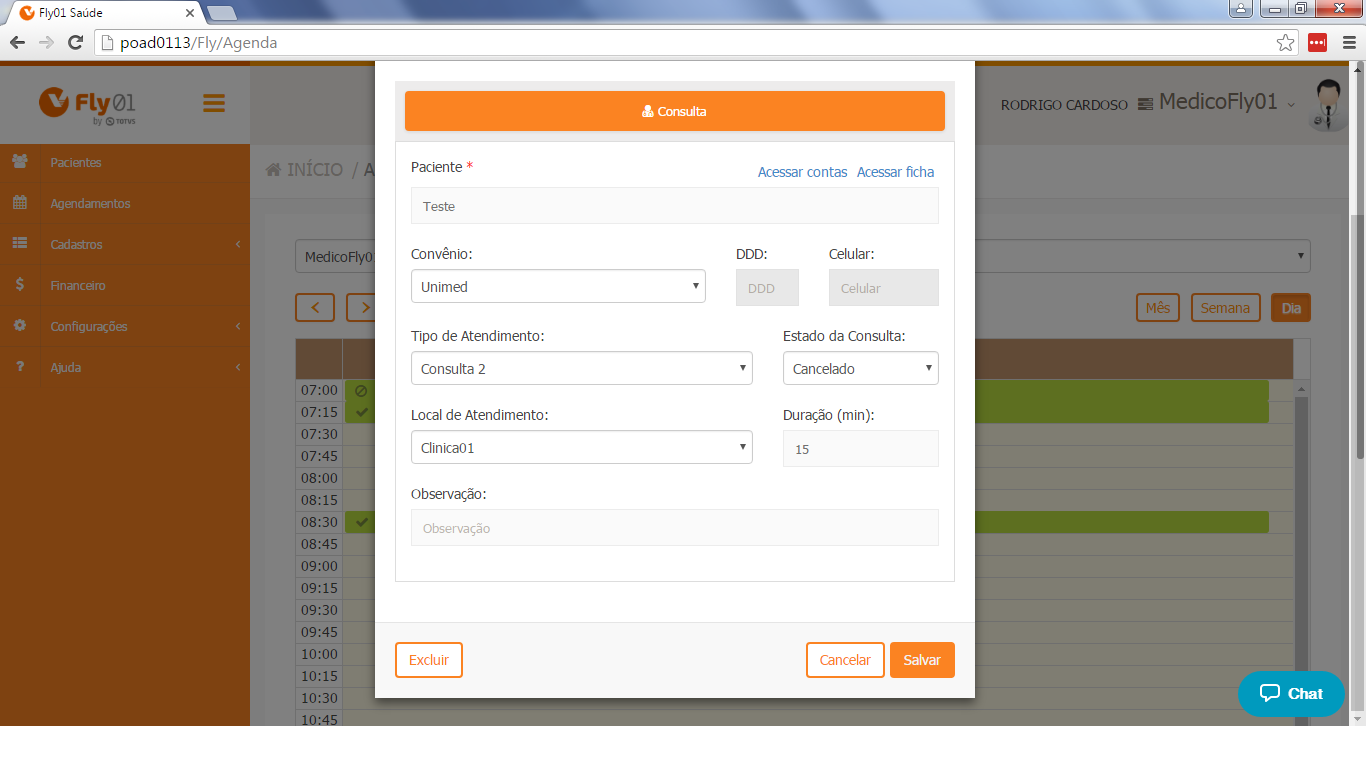 Fly01 Saúde
poad0113/Fly/Agenda
Fly01
by TOTVS
RODRIGO CARDOSO MedicoFly01
Pacientes
Agendamentos
Cadastros
Financeiro
Configurações
Ajuda
INÍCIO / A
MedicoFly0
Mês Semana Dia
07:00
07:15
07:30
07:45
08:00
08:15
08:30
08:45
09:00
09:15
09:30
09:45
10:00
10:15
10:30
10:45
Consulta
Paciente *
Acessar contas Acessar ficha
Teste
Convênio: DDD: Celular:
Unimed DDD Celular
Tipo de Atendimento: Estado da Consulta:
Consulta 2 Cancelado
Local de Atendimento: Duração (min):
Clinica01 15
Observação:
Observação
Excluir Cancelar Salvar
Chat